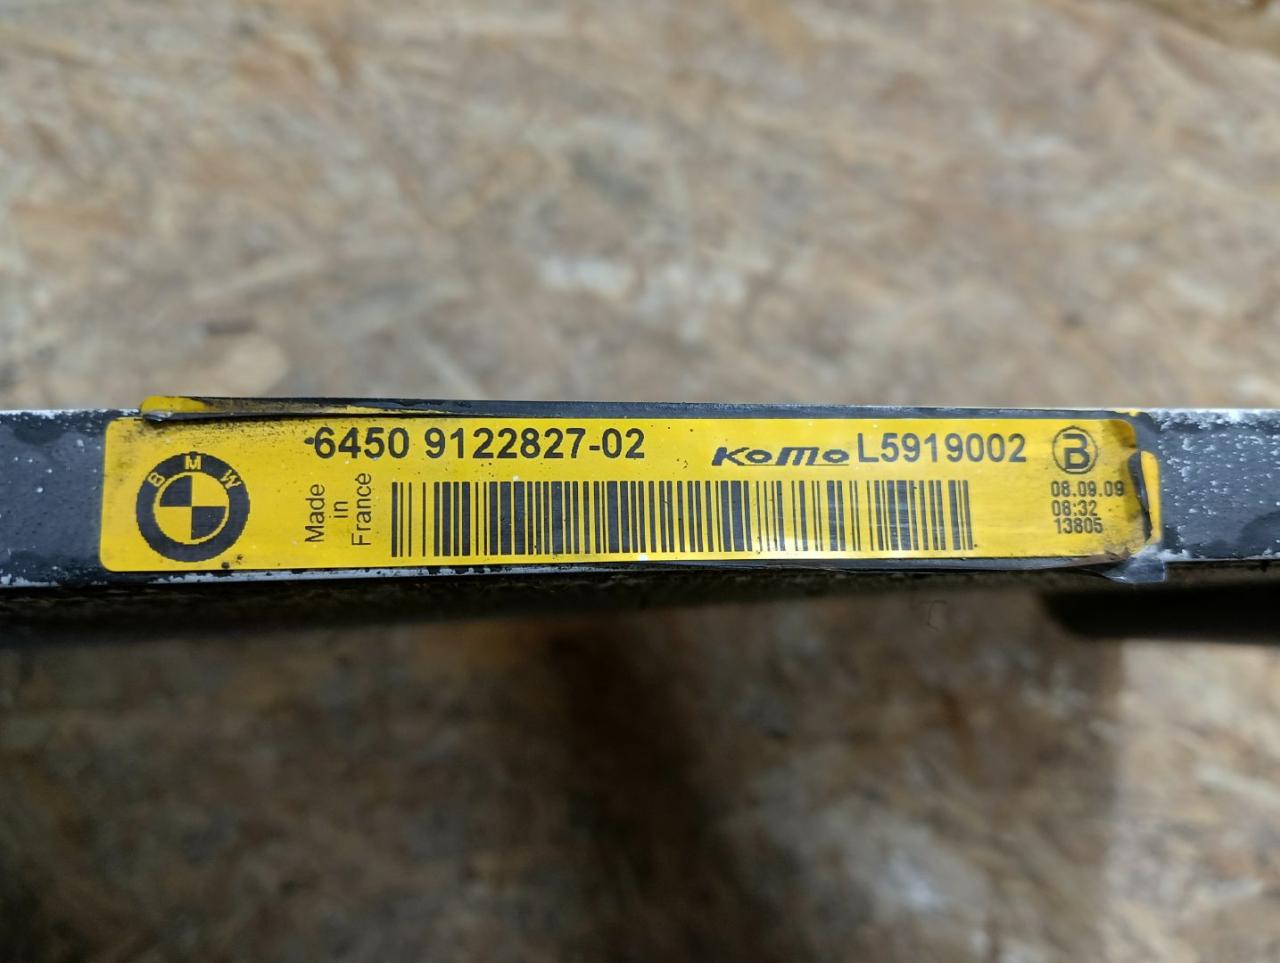 BMW
6450 9122827-02
Made
in
France
KoMo L5919002
B
08.09.09
08:32
13805